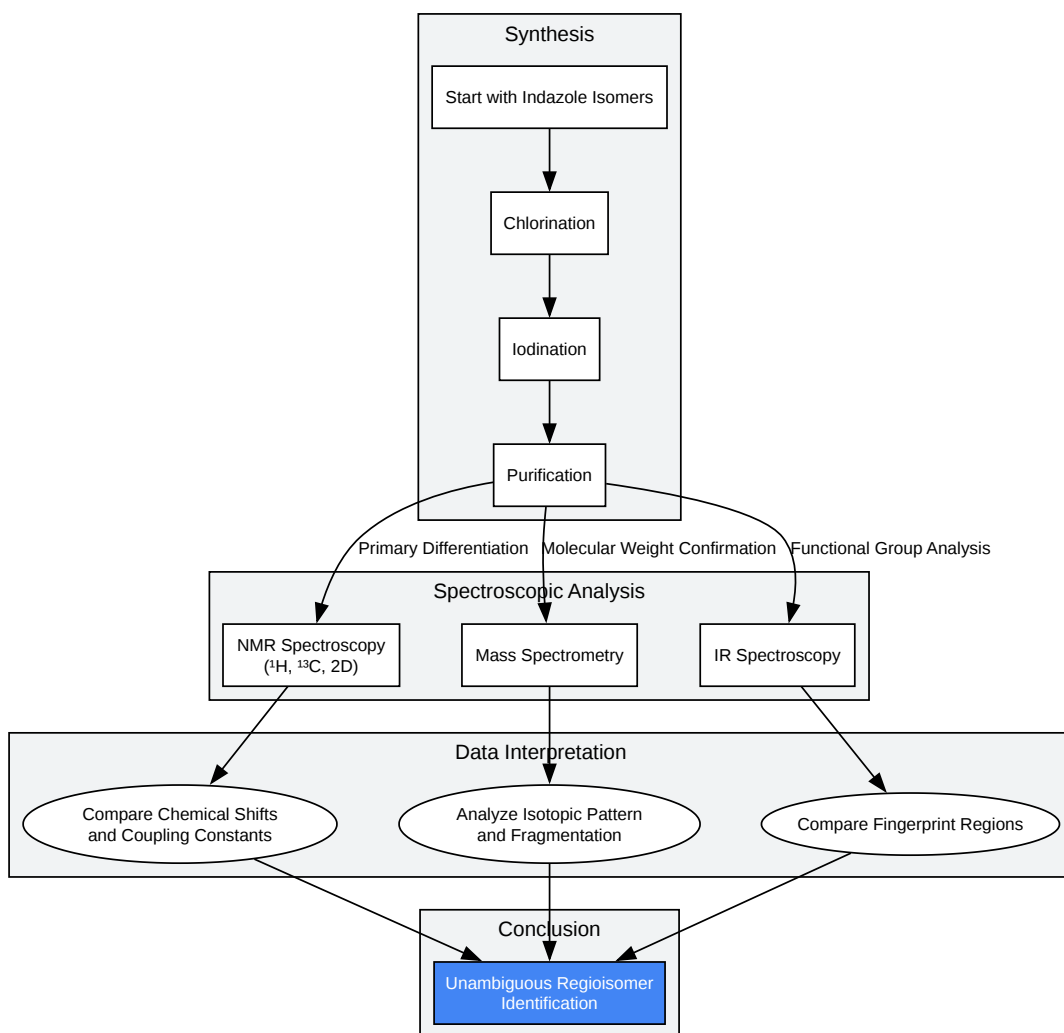 Synthesis
Start with Indazole Isomers
Chlorination
Iodination
Purification
Primary Differentiation
Molecular Weight Confirmation
Functional Group Analysis
Spectroscopic Analysis
NMR Spectroscopy
(¹H, ¹³C, 2D)
Mass Spectrometry
IR Spectroscopy
Data Interpretation
Compare Chemical Shifts
and Coupling Constants
Analyze Isotopic Pattern
and Fragmentation
Compare Fingerprint Regions
Conclusion
Unambiguous Regioisomer
Identification